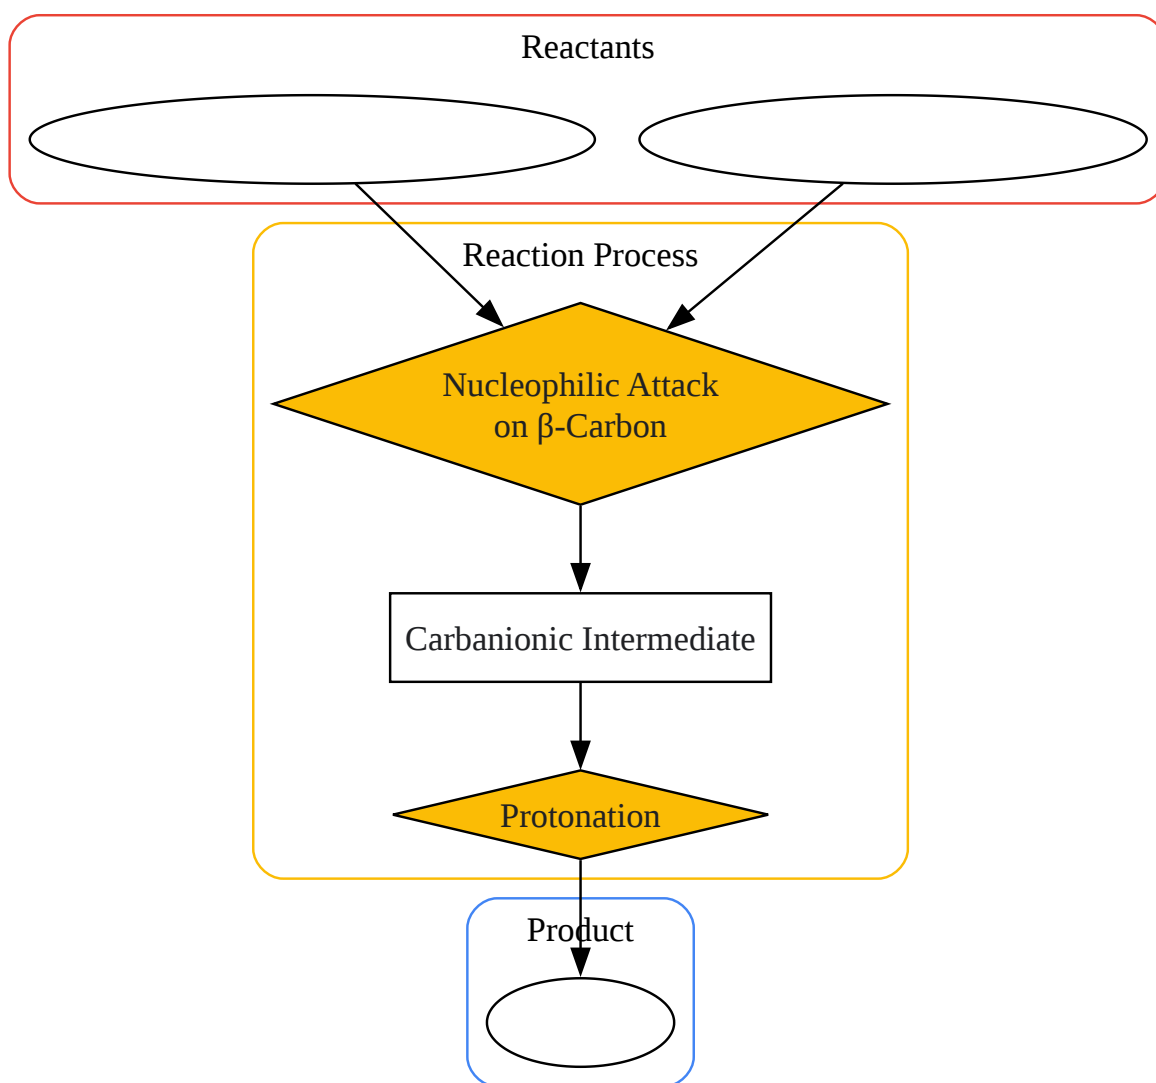 Reactants
Reaction Process
Nucleophilic Attack
on β-Carbon
Carbanionic Intermediate
Protonation
Product